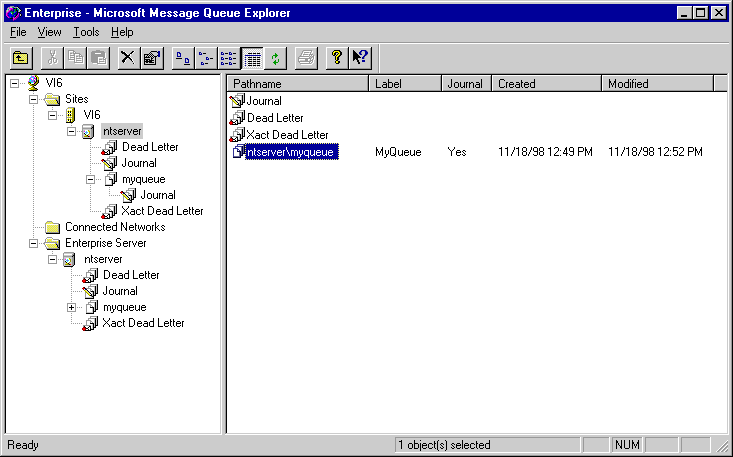 Enterprise - Microsoft Message Queue Explorer
File View Tools Help
VI6
Sites
VI6
ntserver
Dead Letter
Journal
myqueue
Journal
Xact Dead Letter
Connected Networks
Enterprise Server
ntserver
Dead Letter
Journal
myqueue
Xact Dead Letter
Pathname Label Journal Created Modified
Journal
Dead Letter
Xact Dead Letter
ntserver\myqueue MyQueue Yes 11/18/98 12:49 PM 11/18/98 12:52 PM
Ready 1 object(s) selected NUM